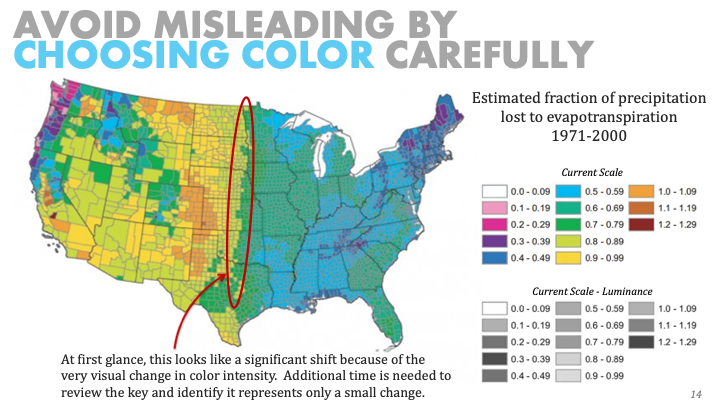 AVOID MISLEADING BY
CHOOSING COLOR CAREFULLY
Estimated fraction of precipitation
lost to evapotranspiration
1971-2000
Current Scale
0.0 - 0.09 0.5 - 0.59 1.0 - 1.09
0.1 - 0.19 0.6 - 0.69 1.1 - 1.19
0.2 - 0.29 0.7 - 0.79 1.2 - 1.29
0.3 - 0.39 0.8 - 0.89
0.4 - 0.49 0.9 - 0.99
Current Scale - Luminance
0.0 - 0.09 0.5 - 0.59 1.0 - 1.09
0.1 - 0.19 0.6 - 0.69 1.1 - 1.19
0.2 - 0.29 0.7 - 0.79 1.2 - 1.29
0.3 - 0.39 0.8 - 0.89
0.4 - 0.49 0.9 - 0.99
At first glance, this looks like a significant shift because of the
very visual change in color intensity. Additional time is needed to
review the key and identify it represents only a small change.
14